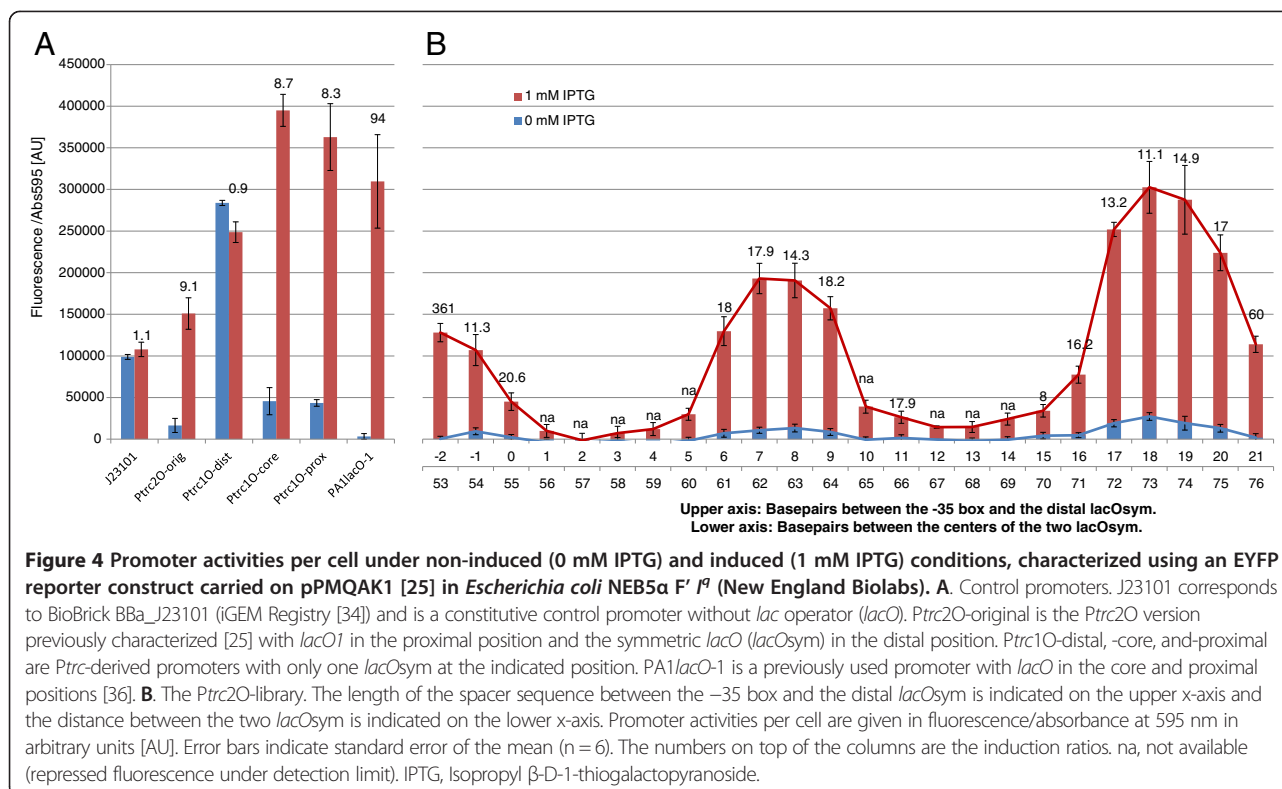 A
B
450000
400000
350000
300000
250000
200000
150000
100000
50000
0
Fluorescence /Abs595 [AU]
1.1
9.1
0.9
8.7
8.3
94
J23101
Ptrc2O-orig
Ptrc1O-dist
Ptrc1O-core
Ptrc1O-prox
PA1lacO-1
1 mM IPTG
0 mM IPTG
361 11.3 20.6 na na na na na 18 17.9 14.3 18.2 na 17.9 na na na 8 16.2 13.2 11.1 14.9 17 60
-2 -1 0 1 2 3 4 5 6 7 8 9 10 11 12 13 14 15 16 17 18 19 20 21
53 54 55 56 57 58 59 60 61 62 63 64 65 66 67 68 69 70 71 72 73 74 75 76
Upper axis: Basepairs between the -35 box and the distal lacOsym.
Lower axis: Basepairs between the centers of the two lacOsym.
Figure 4 Promoter activities per cell under non-induced (0 mM IPTG) and induced (1 mM IPTG) conditions, characterized using an EYFP
reporter construct carried on pPMQAK1 [25] in Escherichia coli NEB5α F’ I^q (New England Biolabs). A. Control promoters. J23101 corresponds
to BioBrick BBa_J23101 (iGEM Registry [34]) and is a constitutive control promoter without lac operator (lacO). Ptrc2O-original is the Ptrc2O version
previously characterized [25] with lacO1 in the proximal position and the symmetric lacO (lacOsym) in the distal position. Ptrc1O-distal, -core, and-proximal
are Ptrc-derived promoters with only one lacOsym at the indicated position. PA1lacO-1 is a previously used promoter with lacO in the core and proximal
positions [36]. B. The Ptrc2O-library. The length of the spacer sequence between the −35 box and the distal lacOsym is indicated on the upper x-axis and
the distance between the two lacOsym is indicated on the lower x-axis. Promoter activities per cell are given in fluorescence/absorbance at 595 nm in
arbitrary units [AU]. Error bars indicate standard error of the mean (n = 6). The numbers on top of the columns are the induction ratios. na, not available
(repressed fluorescence under detection limit). IPTG, Isopropyl β-D-1-thiogalactopyranoside.